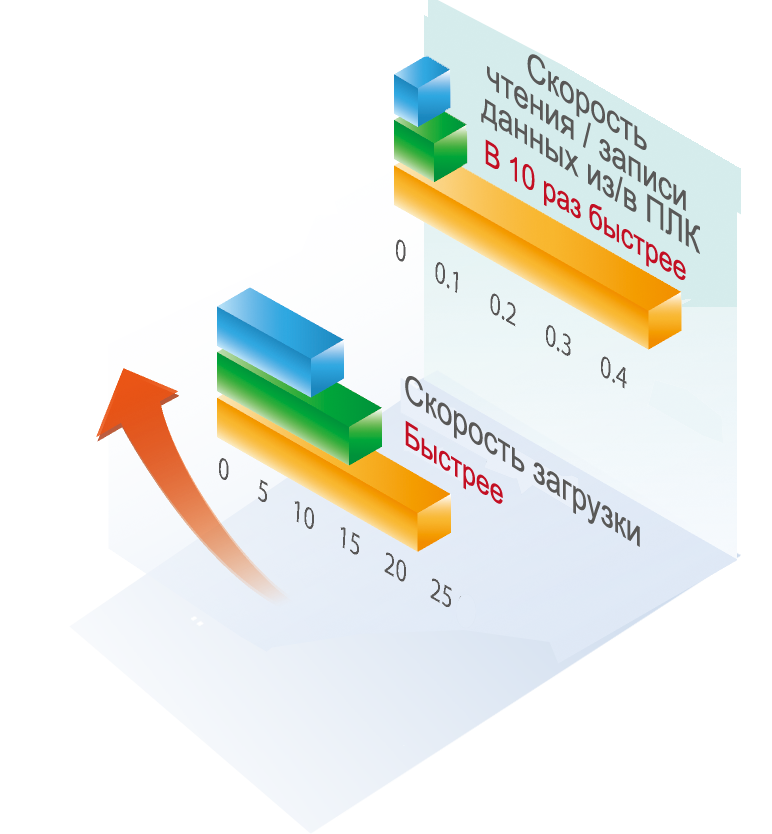 Скорость
чтения / записи
данных из/в ПЛК
В 10 раз быстрее
0 0.1 0.2 0.3 0.4
Скорость загрузки
Быстрее
0 5 10 15 20 25